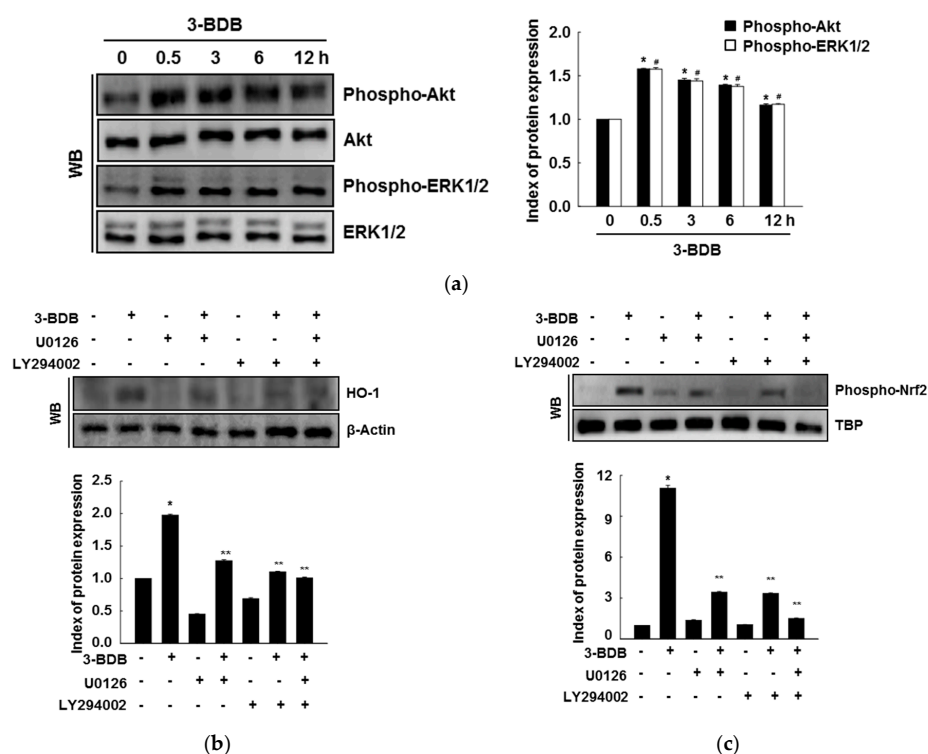 3-BDB
0 0.5 3 6 12 h
WB
Phospho-Akt
Akt
Phospho-ERK1/2
ERK1/2
Phospho-Akt
Phospho-ERK1/2
Index of protein expression
2.0
1.5
1.0
0.5
0.0
* # * # * # * #
0 0.5 3 6 12 h
3-BDB
(a)
3-BDB - + - + - + +
U0126 - - + + - - +
LY294002 - - - - + + +
WB
HO-1
β-Actin
Index of protein expression
2.5
2.0
1.5
1.0
0.5
0.0
* ** ** **
3-BDB - + - + - + +
U0126 - - + + - - +
LY294002 - - - - + + +
(b)
3-BDB - + - + - + +
U0126 - - + + - - +
LY294002 - - - - + + +
WB
Phospho-Nrf2
TBP
Index of protein expression
12
9
6
3
0
* ** ** **
3-BDB - + - + - + +
U0126 - - + + - - +
LY294002 - - - - + + +
(c)